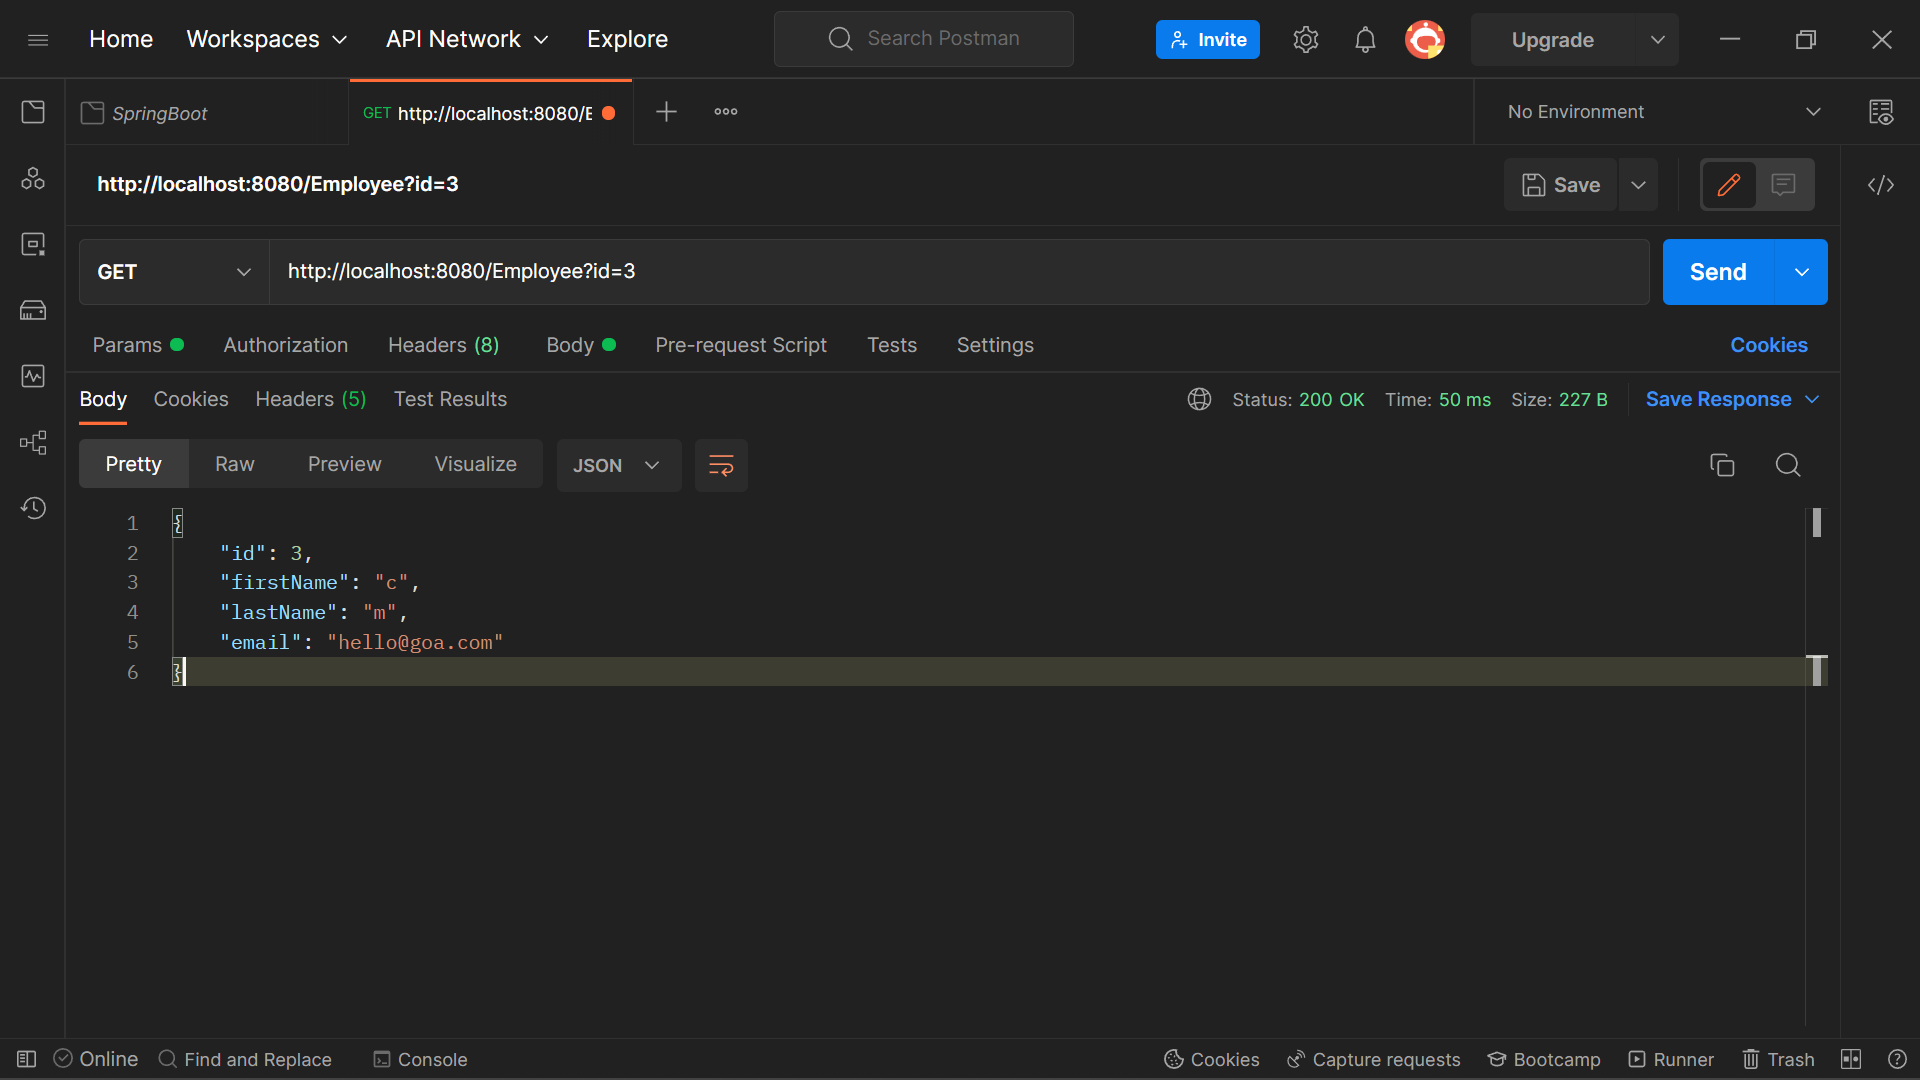 Home Workspaces API Network Explore Search Postman Invite Upgrade
SpringBoot GET http://localhost:8080/E No Environment
http://localhost:8080/Employee?id=3 Save
GET http://localhost:8080/Employee?id=3 Send
Params Authorization Headers (8) Body Pre-request Script Tests Settings Cookies
Body Cookies Headers (5) Test Results Status: 200 OK Time: 50 ms Size: 227 B Save Response
Pretty Raw Preview Visualize JSON
1 {
2 "id": 3,
3 "firstName": "c",
4 "lastName": "m",
5 "email": "hello@goa.com"
6 }
Online Find and Replace Console Cookies Capture requests Bootcamp Runner Trash